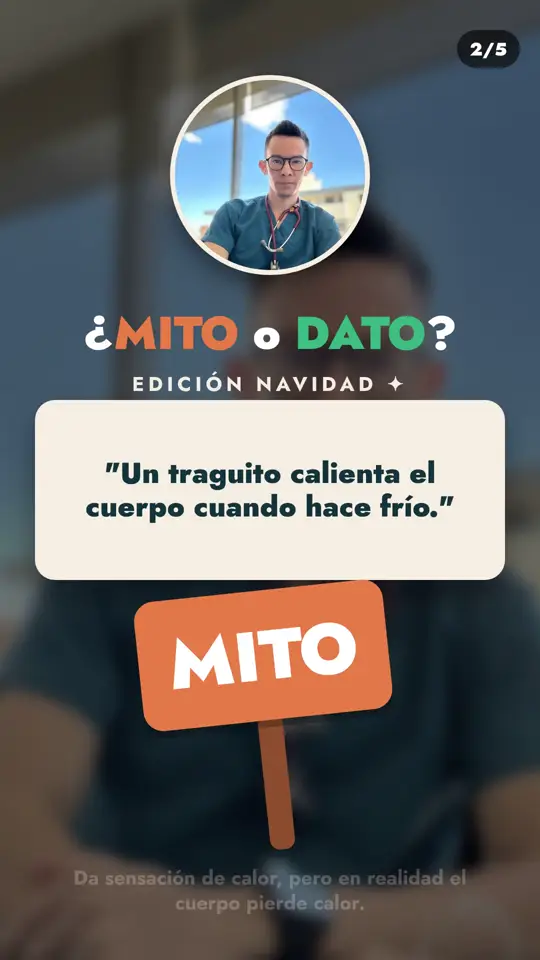 2/5
¿MITO o DATO?
EDICIÓN NAVIDAD
"Un traguito calienta el
cuerpo cuando hace frío."
MITO
Da sensación de calor, pero en realidad el
cuerpo pierde calor.